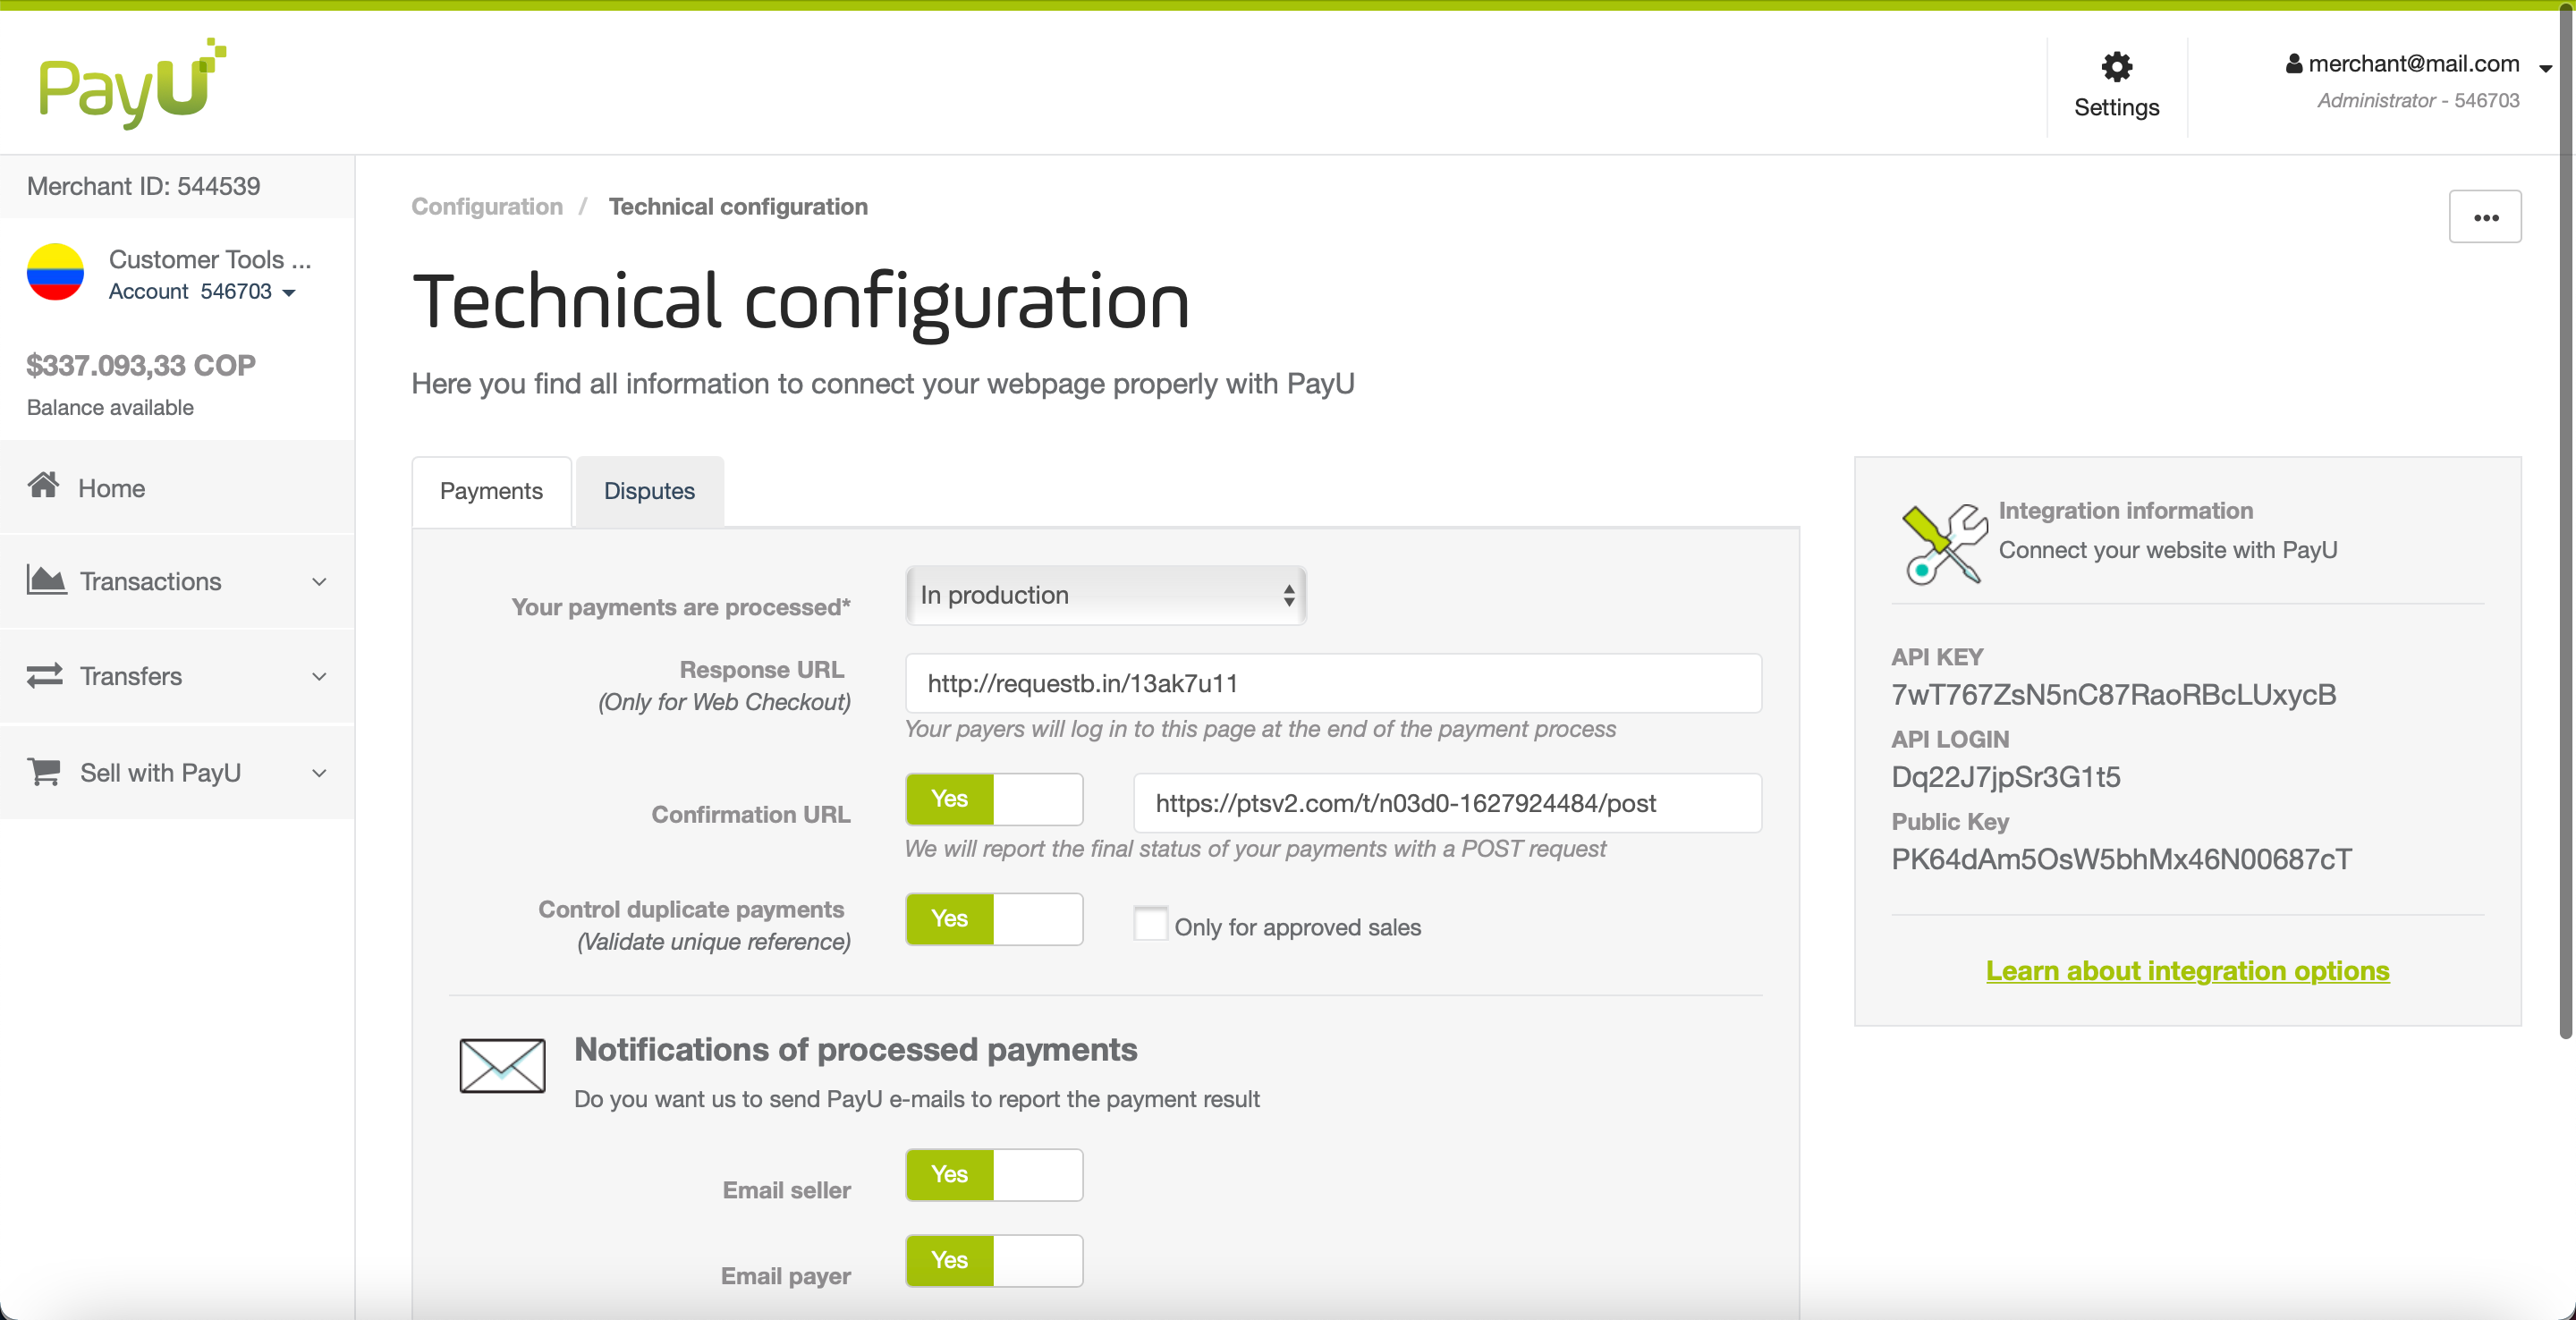 PayU
Settings
merchant@mail.com
Administrator - 546703
Merchant ID: 544539
Customer Tools ...
Account 546703
$337.093,33 COP
Balance available
Home
Transactions
Transfers
Sell with PayU
Configuration / Technical configuration
•••
Technical configuration
Here you find all information to connect your webpage properly with PayU
Payments
Disputes
Your payments are processed*
In production
Response URL
(Only for Web Checkout)
http://requestb.in/13ak7u11
Your payers will log in to this page at the end of the payment process
Confirmation URL
Yes
https://ptsv2.com/t/n03d0-1627924484/post
We will report the final status of your payments with a POST request
Control duplicate payments
(Validate unique reference)
Yes
Only for approved sales
Notifications of processed payments
Do you want us to send PayU e-mails to report the payment result
Email seller
Yes
Email payer
Yes
Integration information
Connect your website with PayU
API KEY
7wT767ZsN5nC87RaoRBcLUxycB
API LOGIN
Dq22J7jpSr3G1t5
Public Key
PK64dAm5OsW5bhMx46N00687cT
Learn about integration options